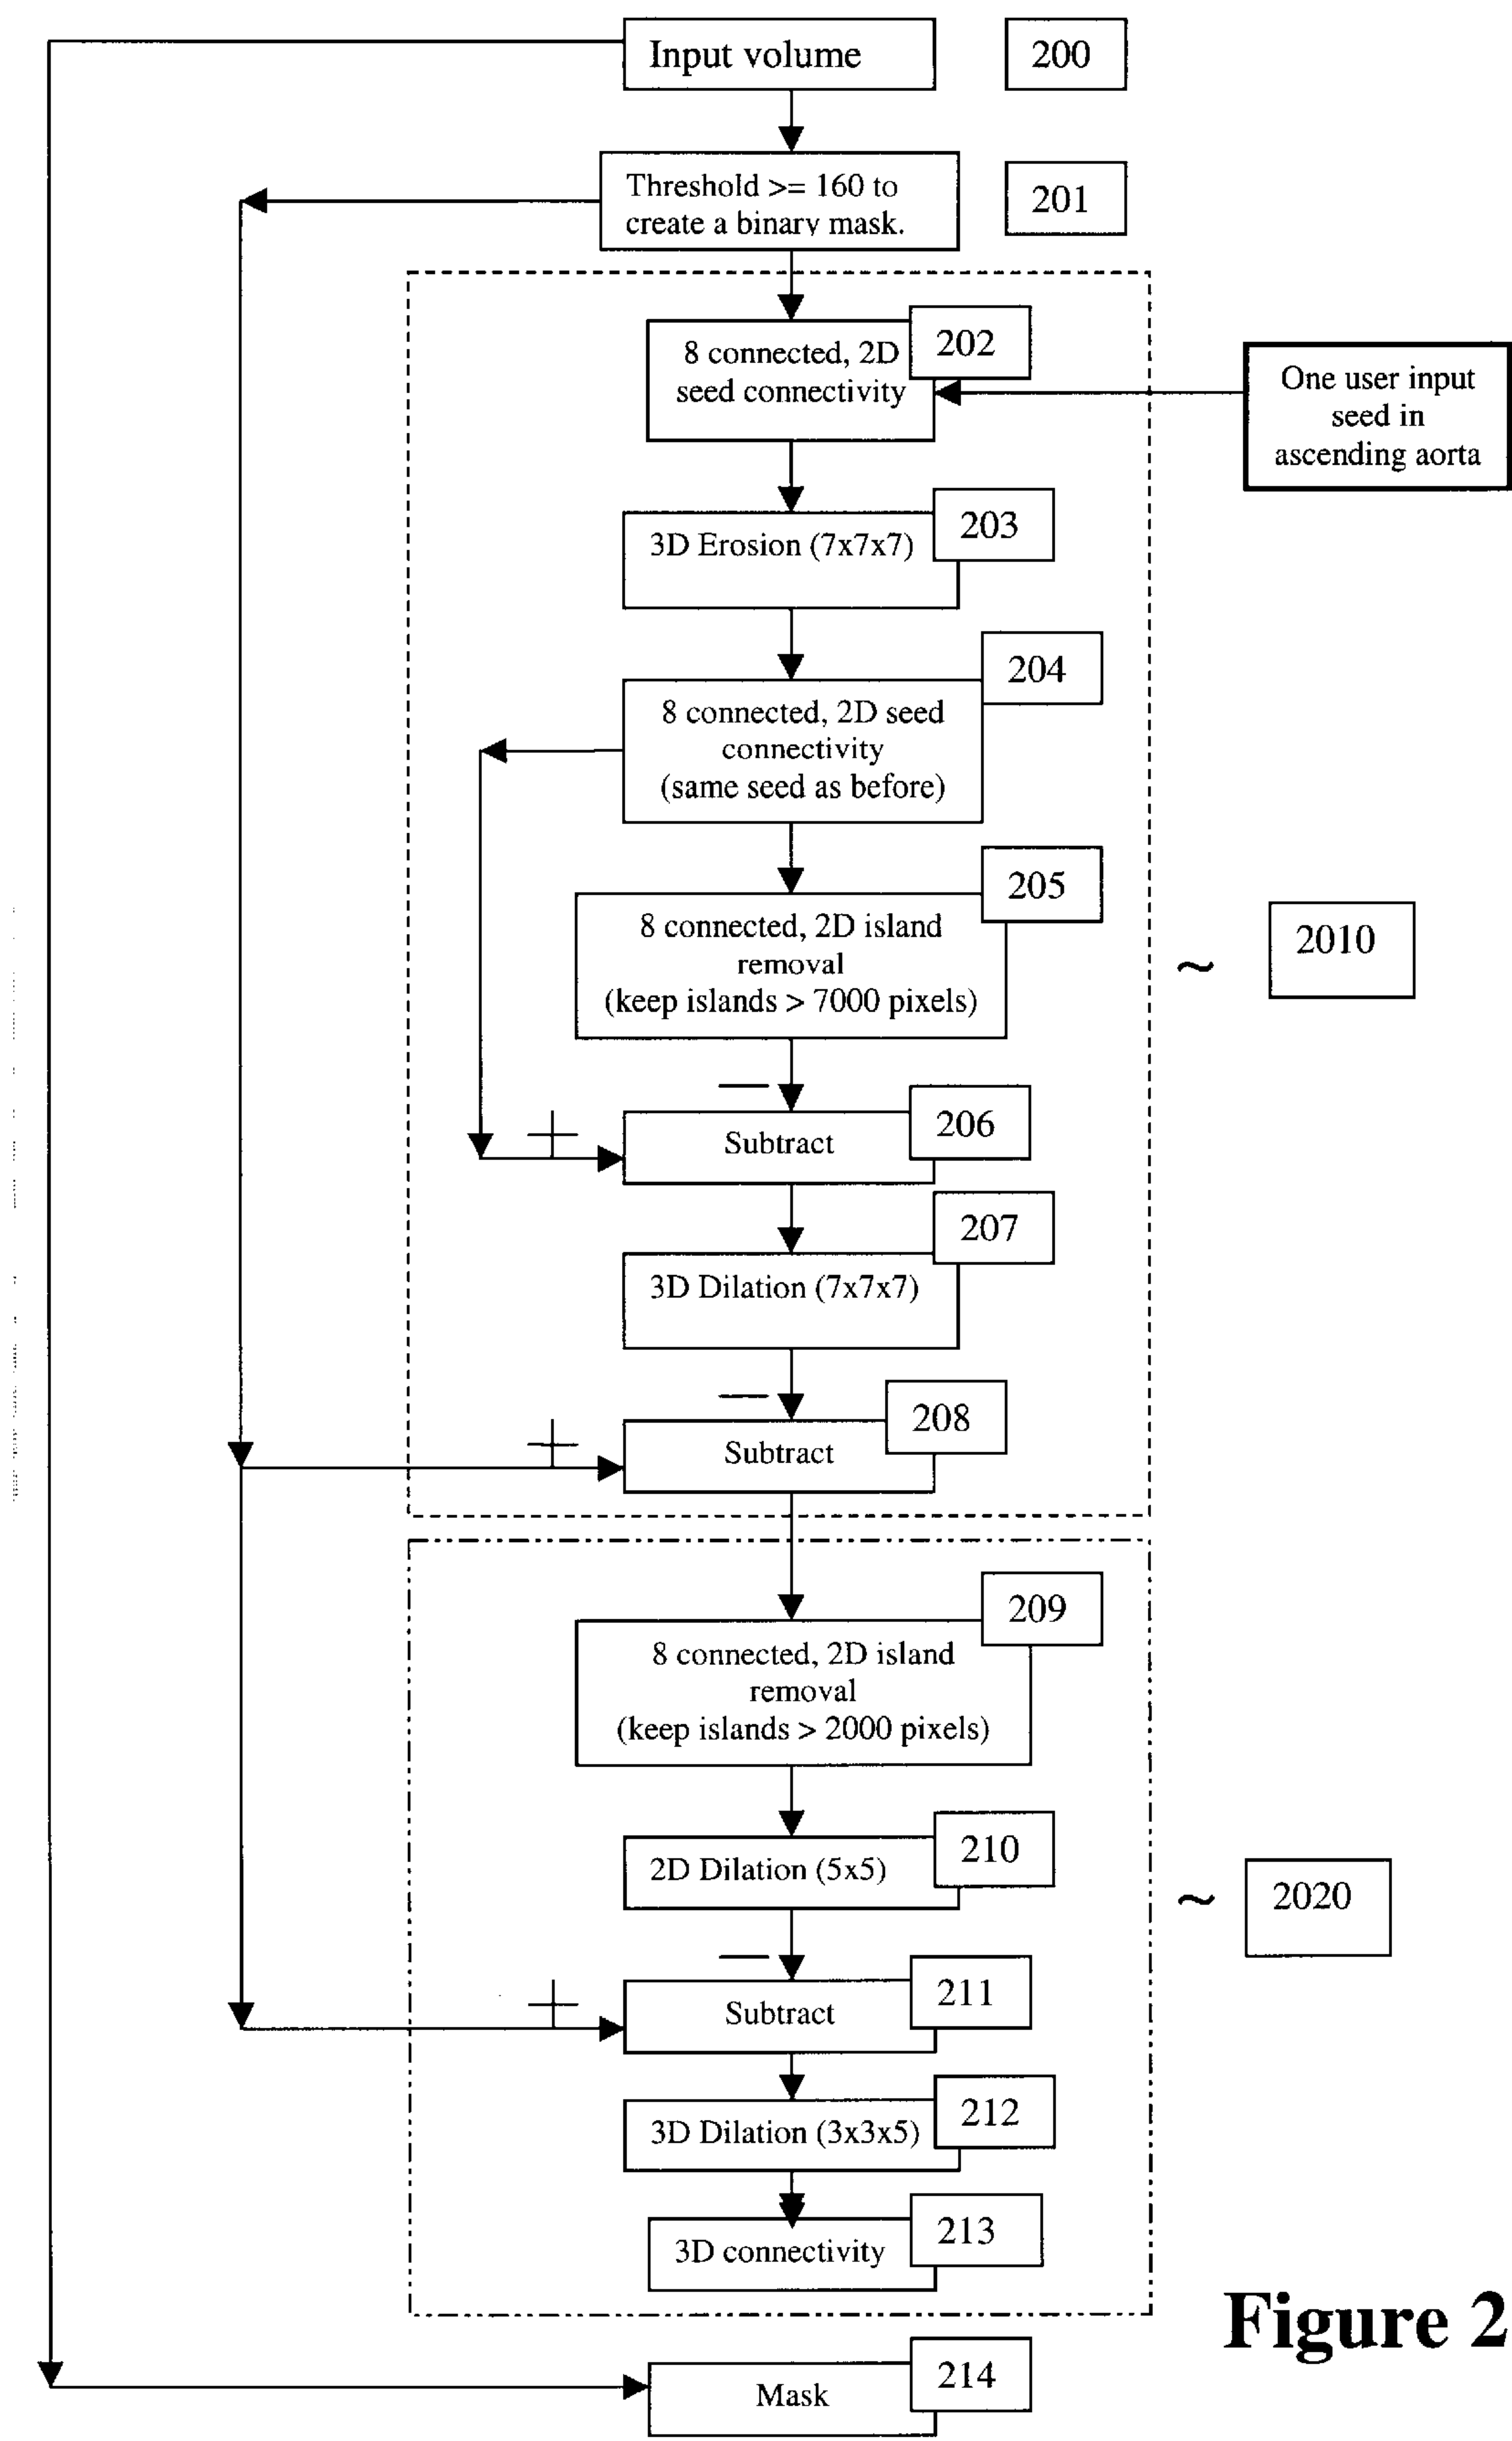 Input volume
200
Threshold >= 160 to
create a binary mask.
201
8 connected, 2D
seed connectivity
202
One user input
seed in
ascending aorta
3D Erosion (7x7x7)
203
8 connected, 2D seed
connectivity
(same seed as before)
204
8 connected, 2D island
removal
(keep islands > 7000 pixels)
205
~
2010
—
+
Subtract
206
3D Dilation (7x7x7)
207
—
+
Subtract
208
8 connected, 2D island
removal
(keep islands > 2000 pixels)
209
2D Dilation (5x5)
210
~
2020
—
+
Subtract
211
3D Dilation (3x3x5)
212
3D connectivity
213
Figure 2
Mask
214